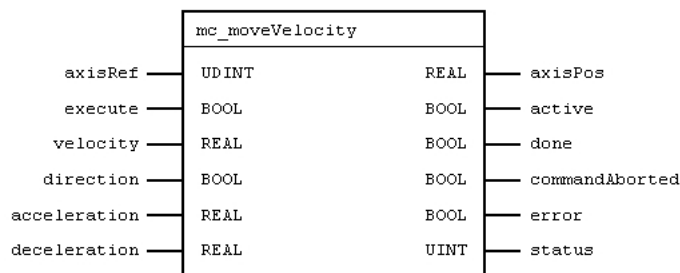 mc_moveVelocity
axisRef UDINT REAL axisPos
execute BOOL BOOL active
velocity REAL BOOL done
direction BOOL BOOL commandAborted
acceleration REAL BOOL error
deceleration REAL UINT status